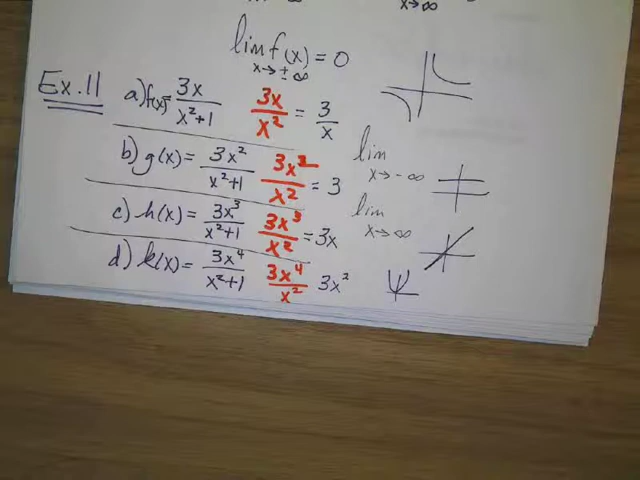 x→∞
lim f(x) = 0
x→±∞
Ex. 11
a) f(x)= 3x/(x²+1) 3x/x² = 3/x
lim
x→-∞
b) g(x) = 3x²/(x²+1) 3x²/x² = 3
lim
x→∞
c) h(x) = 3x³/(x²+1) 3x³/x² = 3x
d) k(x) = 3x⁴/(x²+1) 3x⁴/x² 3x²